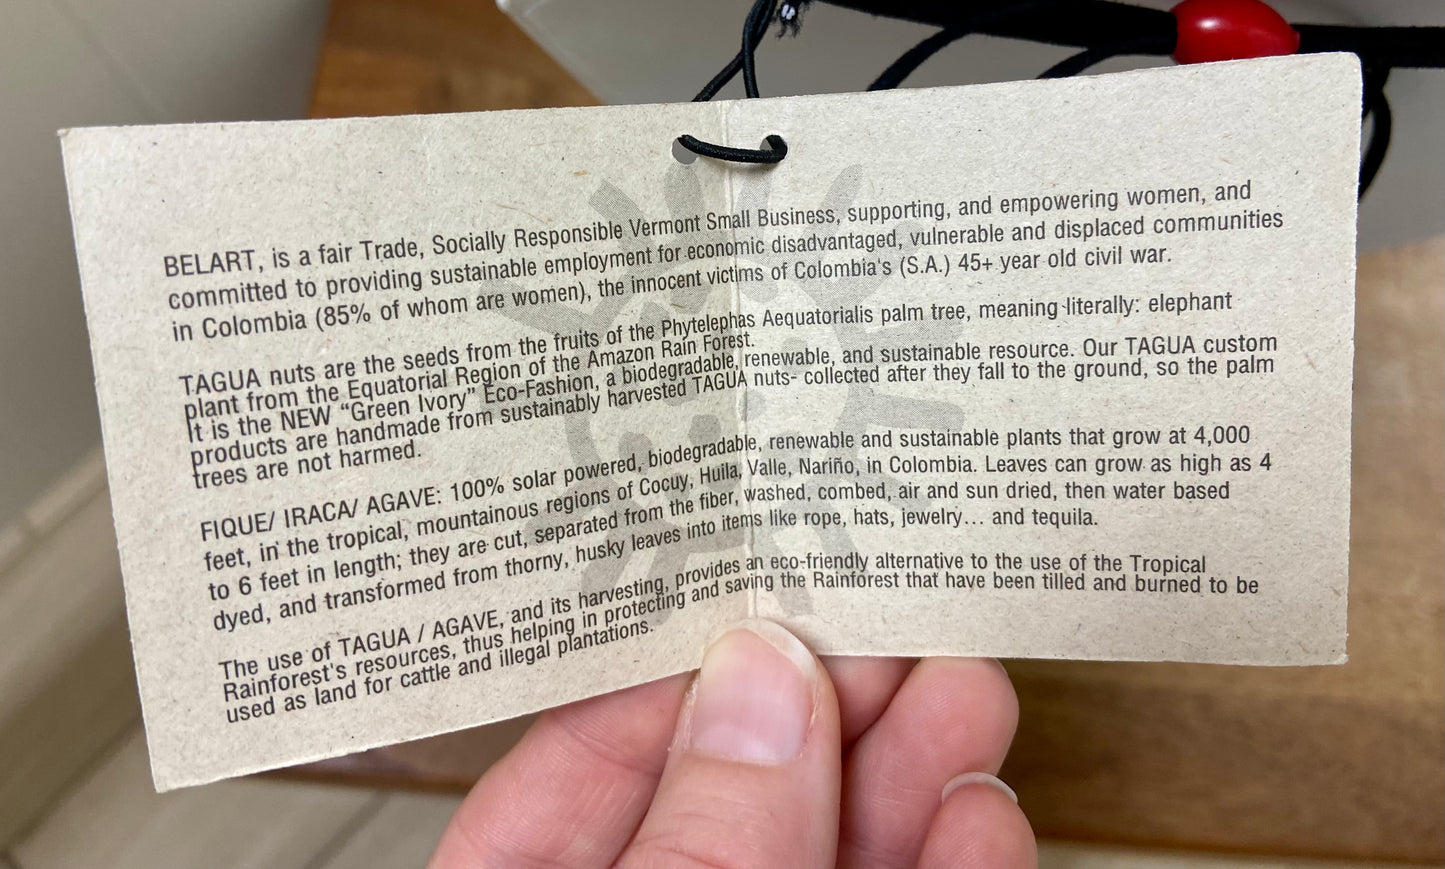 BELART, is a fair Trade, Socially Responsible Vermont Small Business, supporting, and empowering women, and
committed to providing sustainable employment for economic disadvantaged, vulnerable and displaced communities
in Colombia (85% of whom are women), the innocent victims of Colombia's (S.A.) 45+ year old civil war.
TAGUA nuts are the seeds from the fruits of the Phytelephas Aequatorialis palm tree, meaning literally: elephant
plant from the Equatorial Region of the Amazon Rain Forest.
It is the NEW “Green Ivory” Eco-Fashion, a biodegradable, renewable, and sustainable resource. Our TAGUA custom
products are handmade from sustainably harvested TAGUA nuts- collected after they fall to the ground, so the palm
trees are not harmed.
FIQUE/ IRACA/ AGAVE: 100% solar powered, biodegradable, renewable and sustainable plants that grow at 4,000
feet, in the tropical, mountainous regions of Cocuy, Huila, Valle, Nariño, in Colombia. Leaves can grow as high as 4
to 6 feet in length; they are cut, separated from the fiber, washed, combed, air and sun dried, then water based
dyed, and transformed from thorny, husky leaves into items like rope, hats, jewelry... and tequila.
The use of TAGUA / AGAVE, and its harvesting, provides an eco-friendly alternative to the use of the Tropical
Rainforest's resources, thus helping in protecting and saving the Rainforest that have been tilled and burned to be
used as land for cattle and illegal plantations.